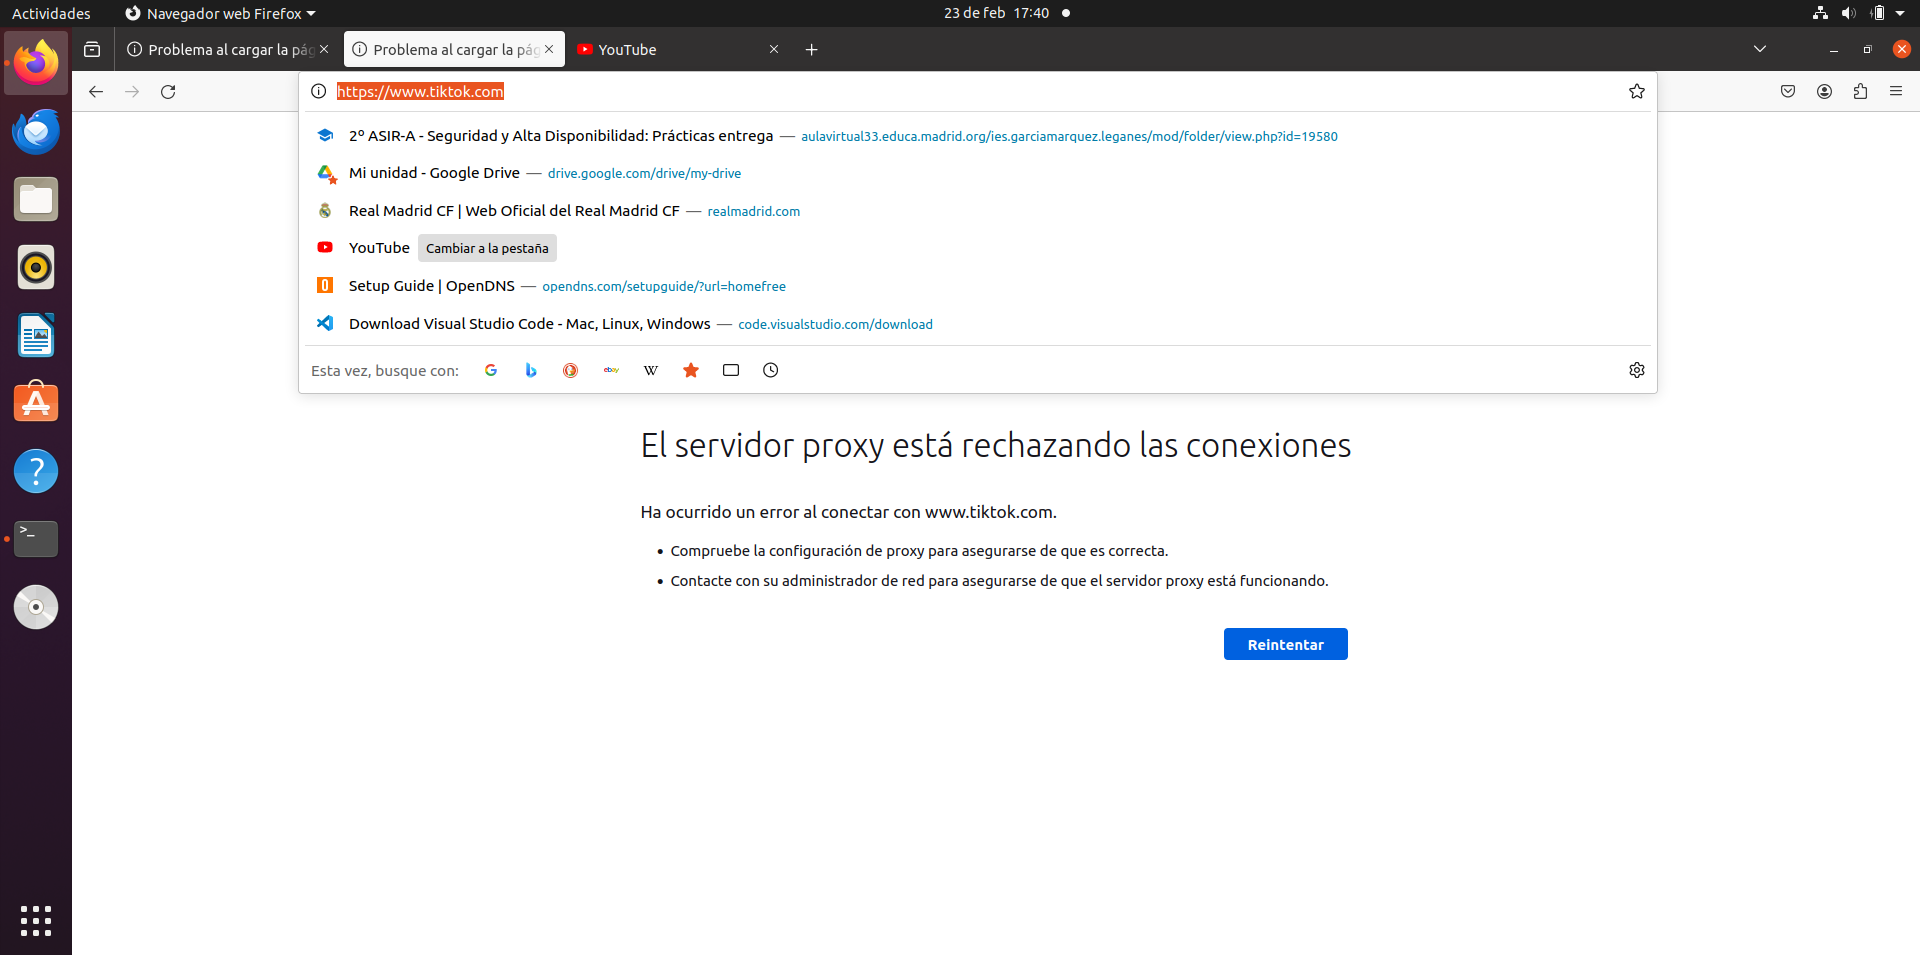 Actividades
Navegador web Firefox
23 de feb 17:40
Problema al cargar la pág
Problema al cargar la pág
YouTube
https://www.tiktok.com
2º ASIR-A - Seguridad y Alta Disponibilidad: Prácticas entrega — aulavirtual33.educa.madrid.org/ies.garciamarquez.leganes/mod/folder/view.php?id=19580
Mi unidad - Google Drive — drive.google.com/drive/my-drive
Real Madrid CF | Web Oficial del Real Madrid CF — realmadrid.com
YouTube Cambiar a la pestaña
Setup Guide | OpenDNS — opendns.com/setupguide/?url=homefree
Download Visual Studio Code - Mac, Linux, Windows — code.visualstudio.com/download
Esta vez, busque con:
El servidor proxy está rechazando las conexiones
Ha ocurrido un error al conectar con www.tiktok.com.
• Compruebe la configuración de proxy para asegurarse de que es correcta.
• Contacte con su administrador de red para asegurarse de que el servidor proxy está funcionando.
Reintentar